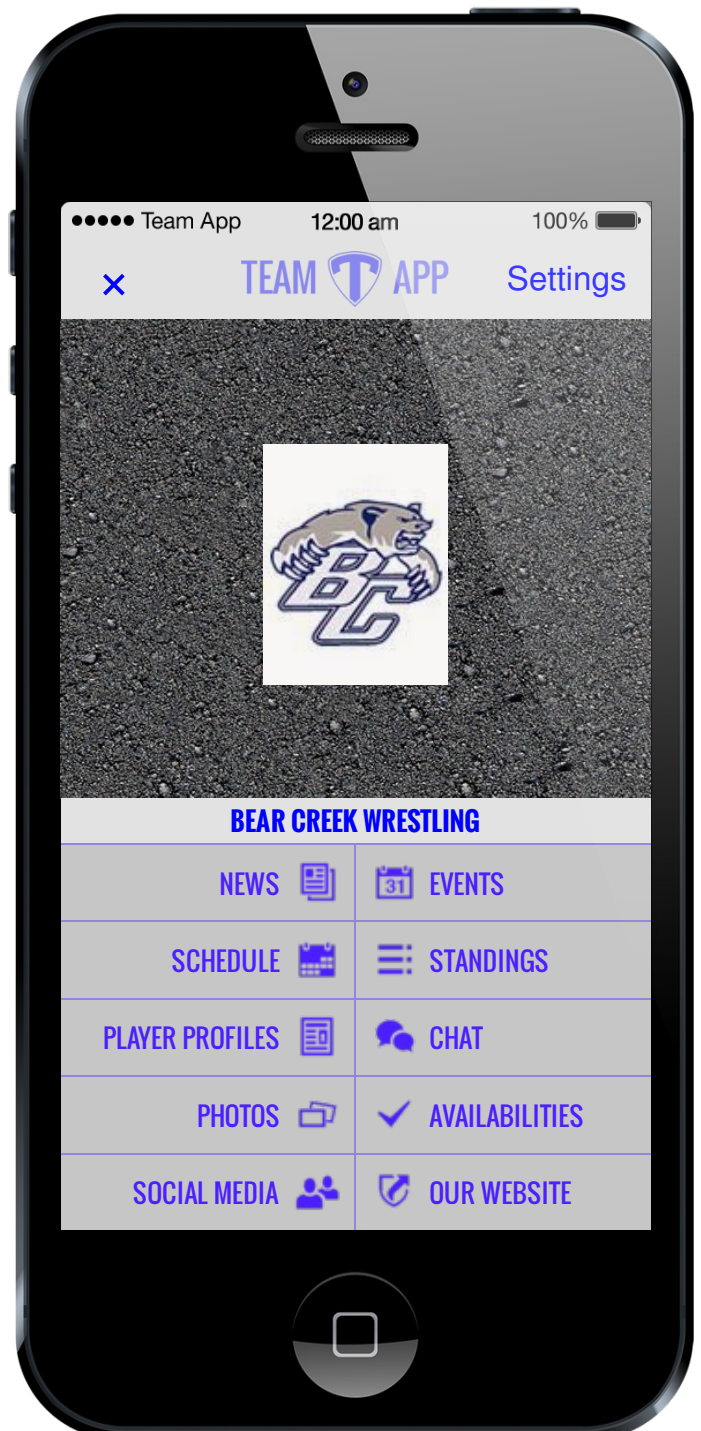 Team App 12:00 am 100%
TEAM T APP Settings
BC
BEAR CREEK WRESTLING
NEWS 31 EVENTS
SCHEDULE STANDINGS
PLAYER PROFILES CHAT
PHOTOS AVAILABILITIES
SOCIAL MEDIA OUR WEBSITE